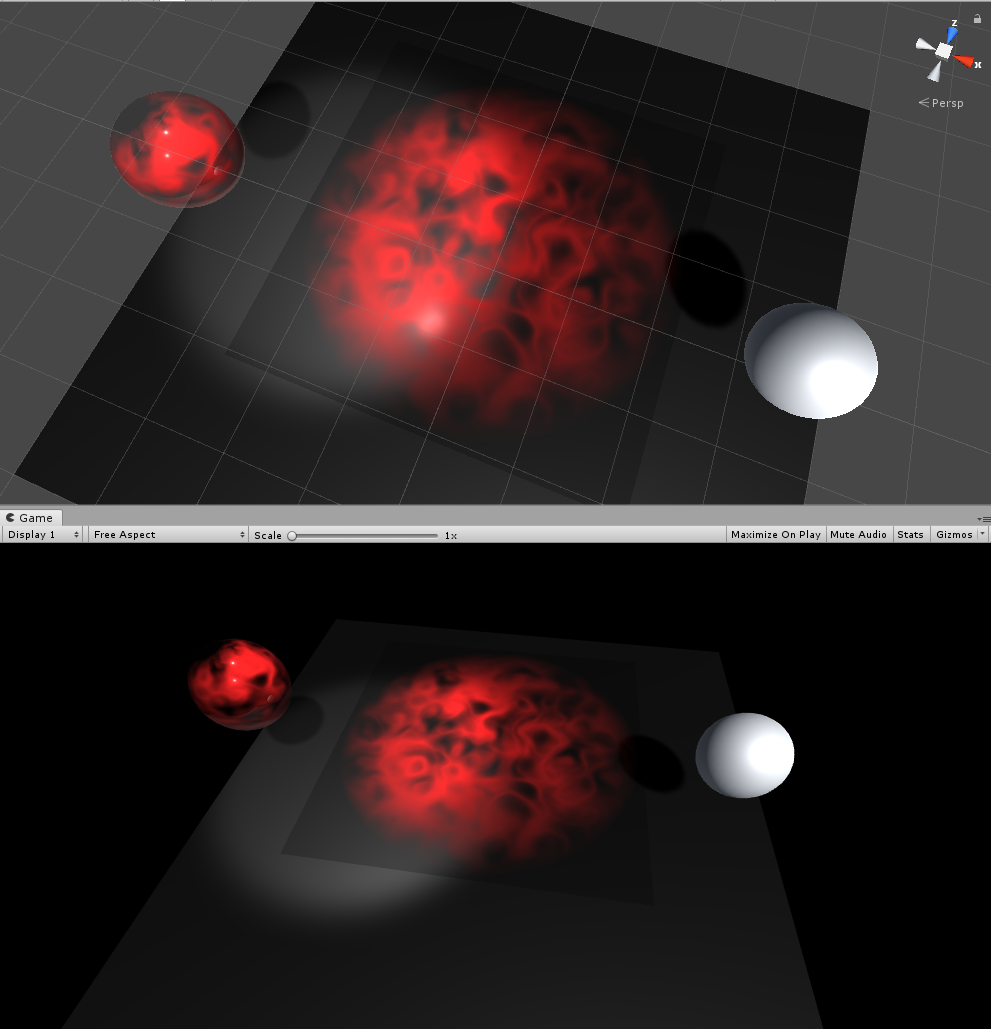 z
x
Persp
Game
Display 1
Free Aspect
Scale
1x
Maximize On Play
Mute Audio
Stats
Gizmos